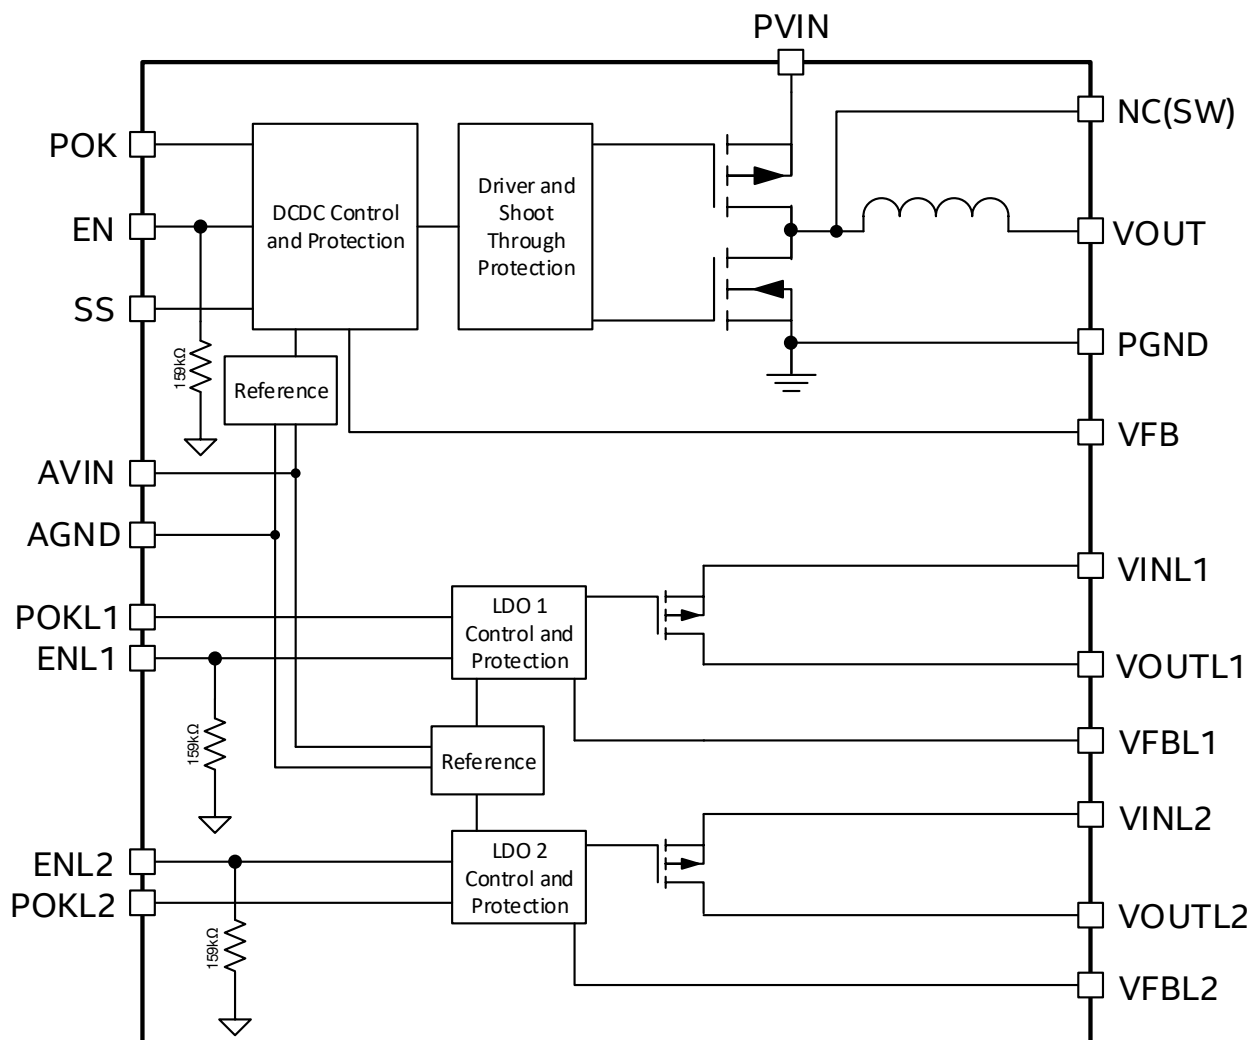 PVIN
NC(SW)
POK
EN
SS
DCDC Control
and Protection
Driver and
Shoot
Through
Protection
VOUT
PGND
159kΩ
Reference
VFB
AVIN
AGND
VINL1
POKL1
ENL1
LDO 1
Control and
Protection
VOUTL1
159kΩ
Reference
VFBL1
VINL2
ENL2
POKL2
LDO 2
Control and
Protection
VOUTL2
159kΩ
VFBL2